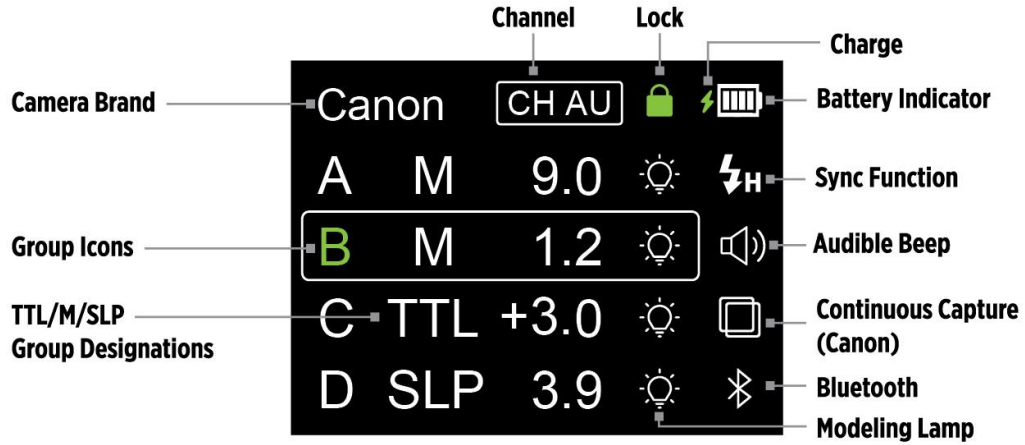 Channel
Lock
Charge
Camera Brand
Canon
CH AU
Battery Indicator
A M 9.0
H
Sync Function
Group Icons
B M 1.2
Audible Beep
TTL/M/SLP
Group Designations
C TTL +3.0
Continuous Capture
(Canon)
D SLP 3.9
Bluetooth
Modeling Lamp